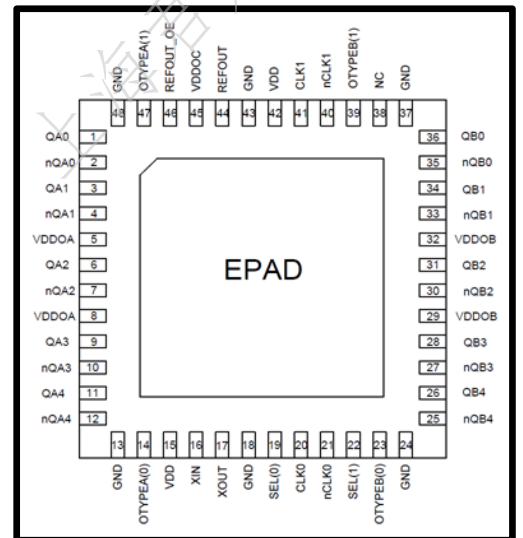 GND
OTYPEA(1)
REFOUT_OE
VDDOC
REFOUT
GND
VDD
CLK1
nCLK1
OTYPEB(1)
NC
GND
48 47 46 45 44 43 42 41 40 39 38 37
QA0 1 36 QB0
nQA0 2 35 nQB0
QA1 3 34 QB1
nQA1 4 33 nQB1
VDDOA 5 32 VDDOB
QA2 6 31 QB2
nQA2 7 30 nQB2
VDDOA 8 29 VDDOB
QA3 9 28 QB3
nQA3 10 27 nQB3
QA4 11 26 QB4
nQA4 12 25 nQB4
EPAD
13 14 15 16 17 18 19 20 21 22 23 24
GND
OTYPEA(0)
VDD
XIN
XOUT
GND
SEL(0)
CLK0
nCLK0
SEL(1)
OTYPEB(0)
GND
上海